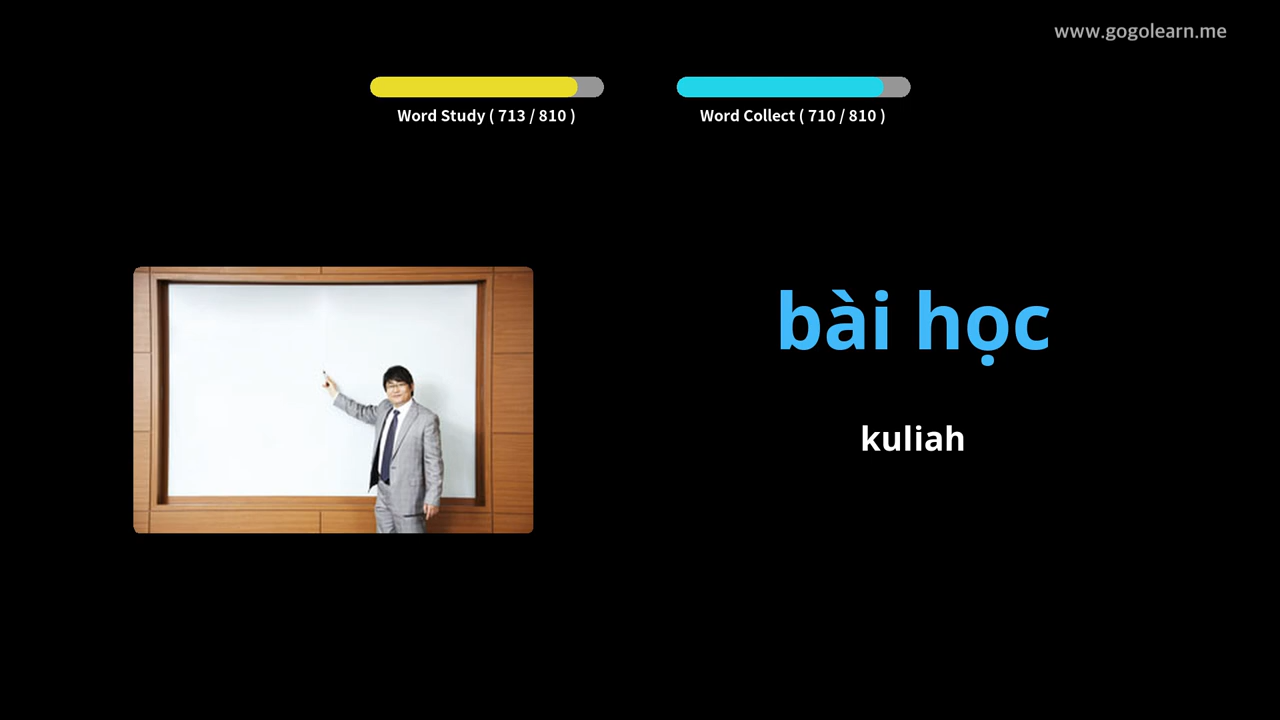 www.gogolearn.me
Word Study ( 713 / 810 )
Word Collect ( 710 / 810 )
bài học
kuliah